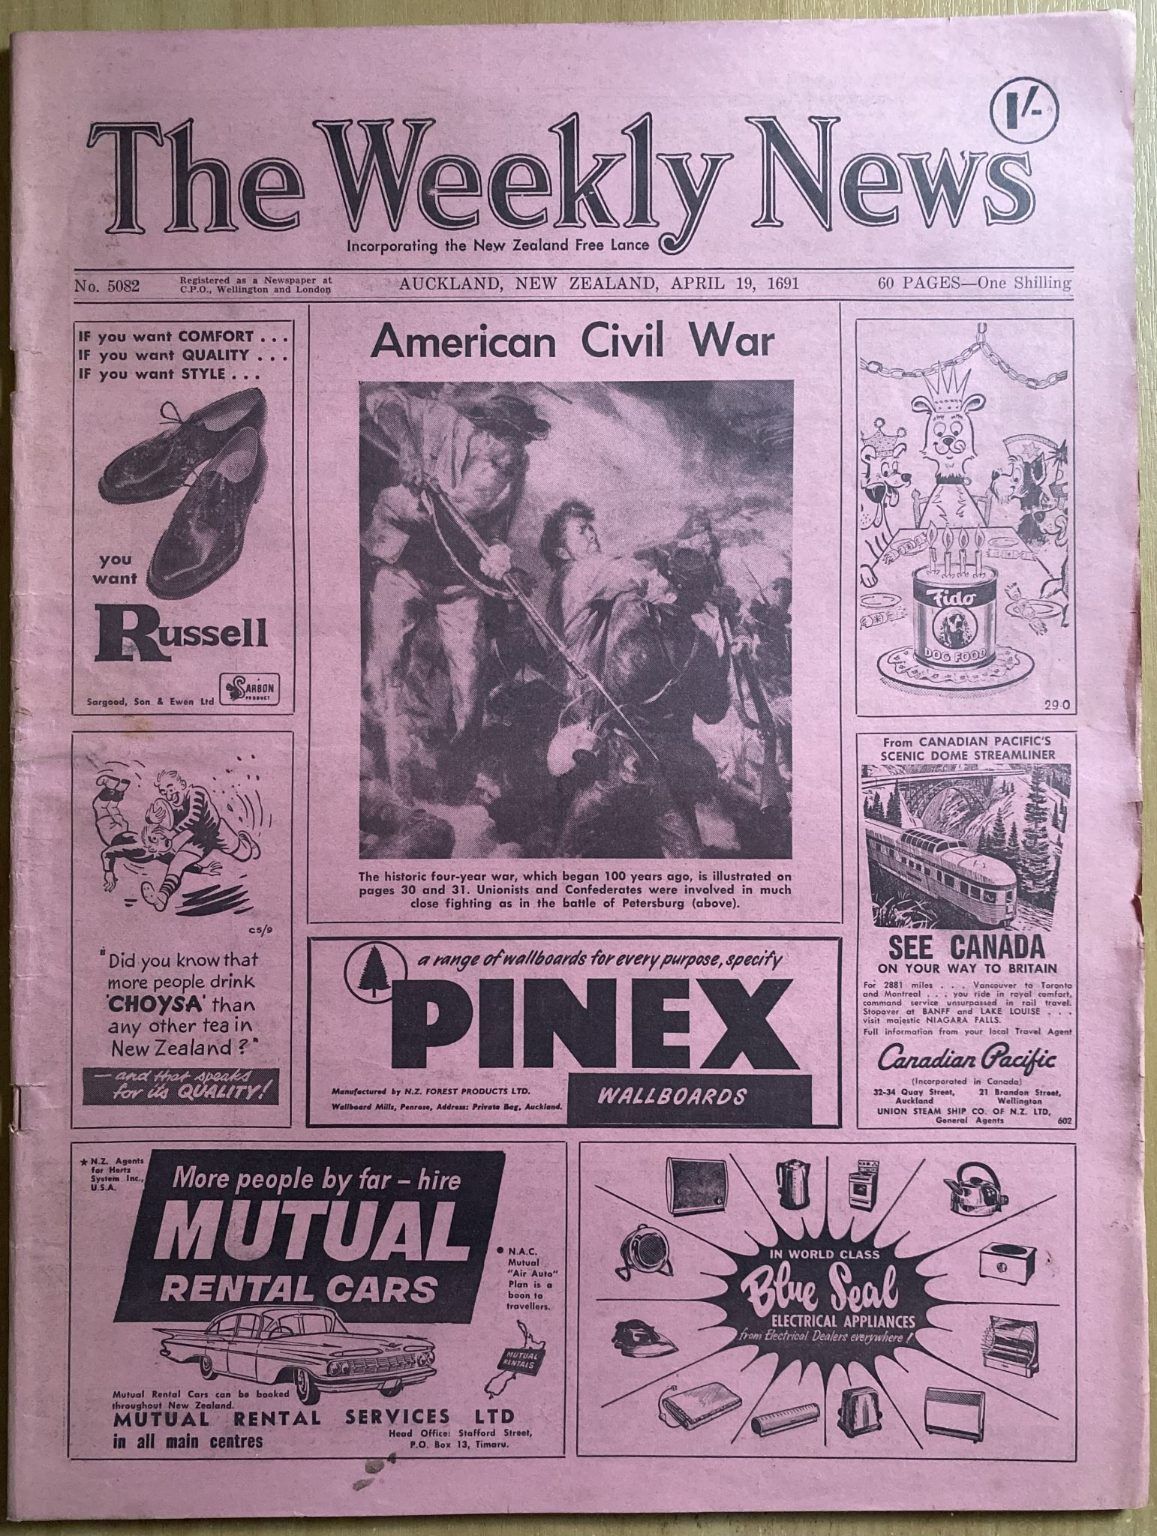 1/-
The Weekly News
Incorporating the New Zealand Free Lance
No. 5082
Registered as a Newspaper at
C.P.O., Wellington and London
AUCKLAND, NEW ZEALAND, APRIL 19, 1691
60 PAGES—One Shilling
IF you want COMFORT . . .
IF you want QUALITY . . .
IF you want STYLE . . .
you
want
Russell
Sargood, Son & Ewen Ltd
SARBON
PRODUCT
American Civil War
The historic four-year war, which began 100 years ago, is illustrated on
pages 30 and 31. Unionists and Confederates were involved in much
close fighting as in the battle of Petersburg (above).
Fido
DOG FOOD
29·0
C5/9
"Did you know that
more people drink
'CHOYSA' than
any other tea in
New Zealand?"
— and that speaks
for its QUALITY!
a range of wallboards for every purpose, specify
PINEX
WALLBOARDS
Manufactured by N.Z. FOREST PRODUCTS LTD.
Wallboard Mills, Penrose, Address: Private Bag, Auckland.
From CANADIAN PACIFIC'S
SCENIC DOME STREAMLINER
SEE CANADA
ON YOUR WAY TO BRITAIN
For 2881 miles . . . Vancouver to Toronto
and Montreal . . . you ride in royal comfort,
command service unsurpassed in rail travel.
Stopover at BANFF and LAKE LOUISE . . .
visit majestic NIAGARA FALLS.
Full information from your local Travel Agent
Canadian Pacific
(Incorporated in Canada)
32-34 Quay Street, 21 Brandon Street,
Auckland Wellington
UNION STEAM SHIP CO. OF N.Z. LTD,
General Agents 602
★ N.Z. Agents
for Hertz
System Inc.,
U.S.A.
More people by far – hire
MUTUAL
RENTAL CARS
● N.A.C.
Mutual
"Air Auto"
Plan is a
boon to
travellers.
MUTUAL
RENTALS
Mutual Rental Cars can be booked
throughout New Zealand.
MUTUAL RENTAL SERVICES LTD
in all main centres
Head Office: Stafford Street,
P.O. Box 13, Timaru.
IN WORLD CLASS
Blue Seal
ELECTRICAL APPLIANCES
from Electrical Dealers everywhere!